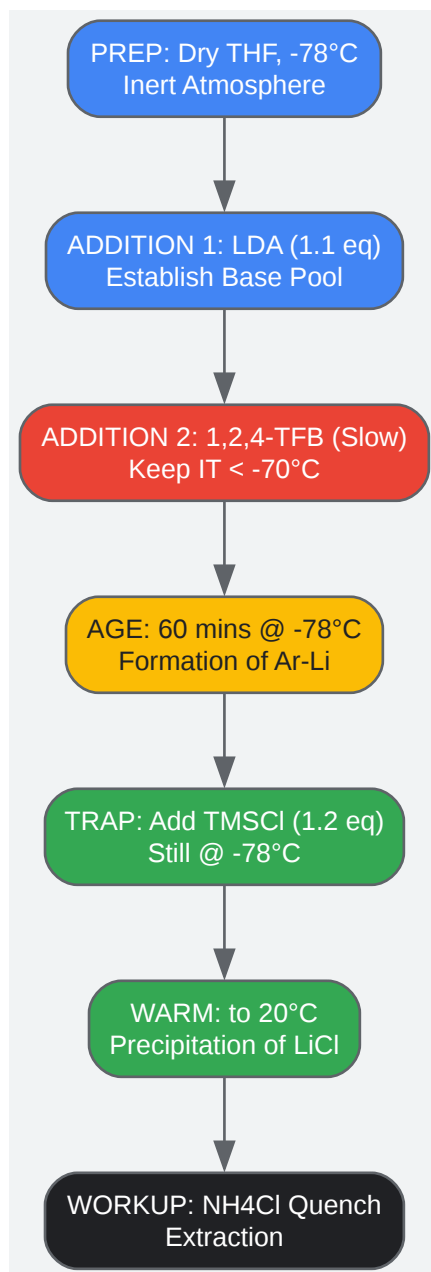 PREP: Dry THF, -78°C
Inert Atmosphere
ADDITION 1: LDA (1.1 eq)
Establish Base Pool
ADDITION 2: 1,2,4-TFB (Slow)
Keep IT < -70°C
AGE: 60 mins @ -78°C
Formation of Ar-Li
TRAP: Add TMSCl (1.2 eq)
Still @ -78°C
WARM: to 20°C
Precipitation of LiCl
WORKUP: NH4Cl Quench
Extraction